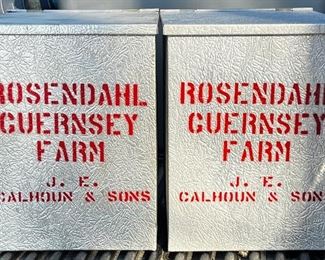 ROSENDAHL
GUERNSEY
FARM
J. E.
CALHOUN & SONS
ROSENDAHL
GUERNSEY
FARM
J. E.
CALHOUN & SONS